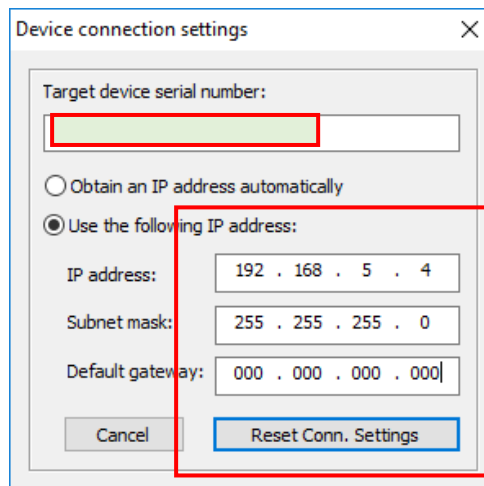 Device connection settings
Target device serial number:
Obtain an IP address automatically
Use the following IP address:
IP address: 192 . 168 . 5 . 4
Subnet mask: 255 . 255 . 255 . 0
Default gateway: 000 . 000 . 000 . 000
Cancel Reset Conn. Settings